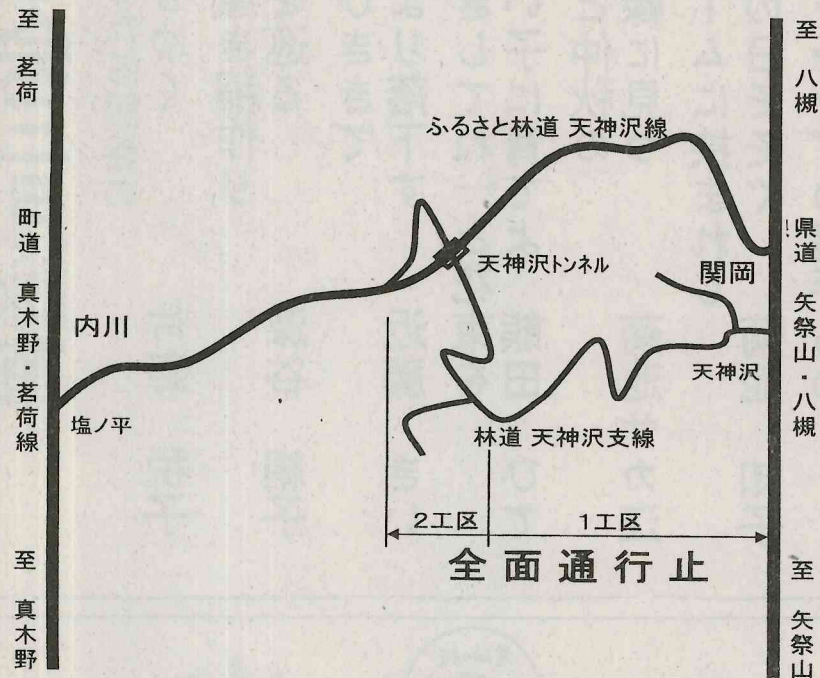 至 茗荷
町道 真木野・茗荷線
至 真木野
ふるさと林道 天神沢線
天神沢トンネル
内川
塩ノ平
関岡
天神沢
林道 天神沢支線
2工区
1工区
全面通行止
至 八槻
県道 矢祭山・八槻
至 矢祭山